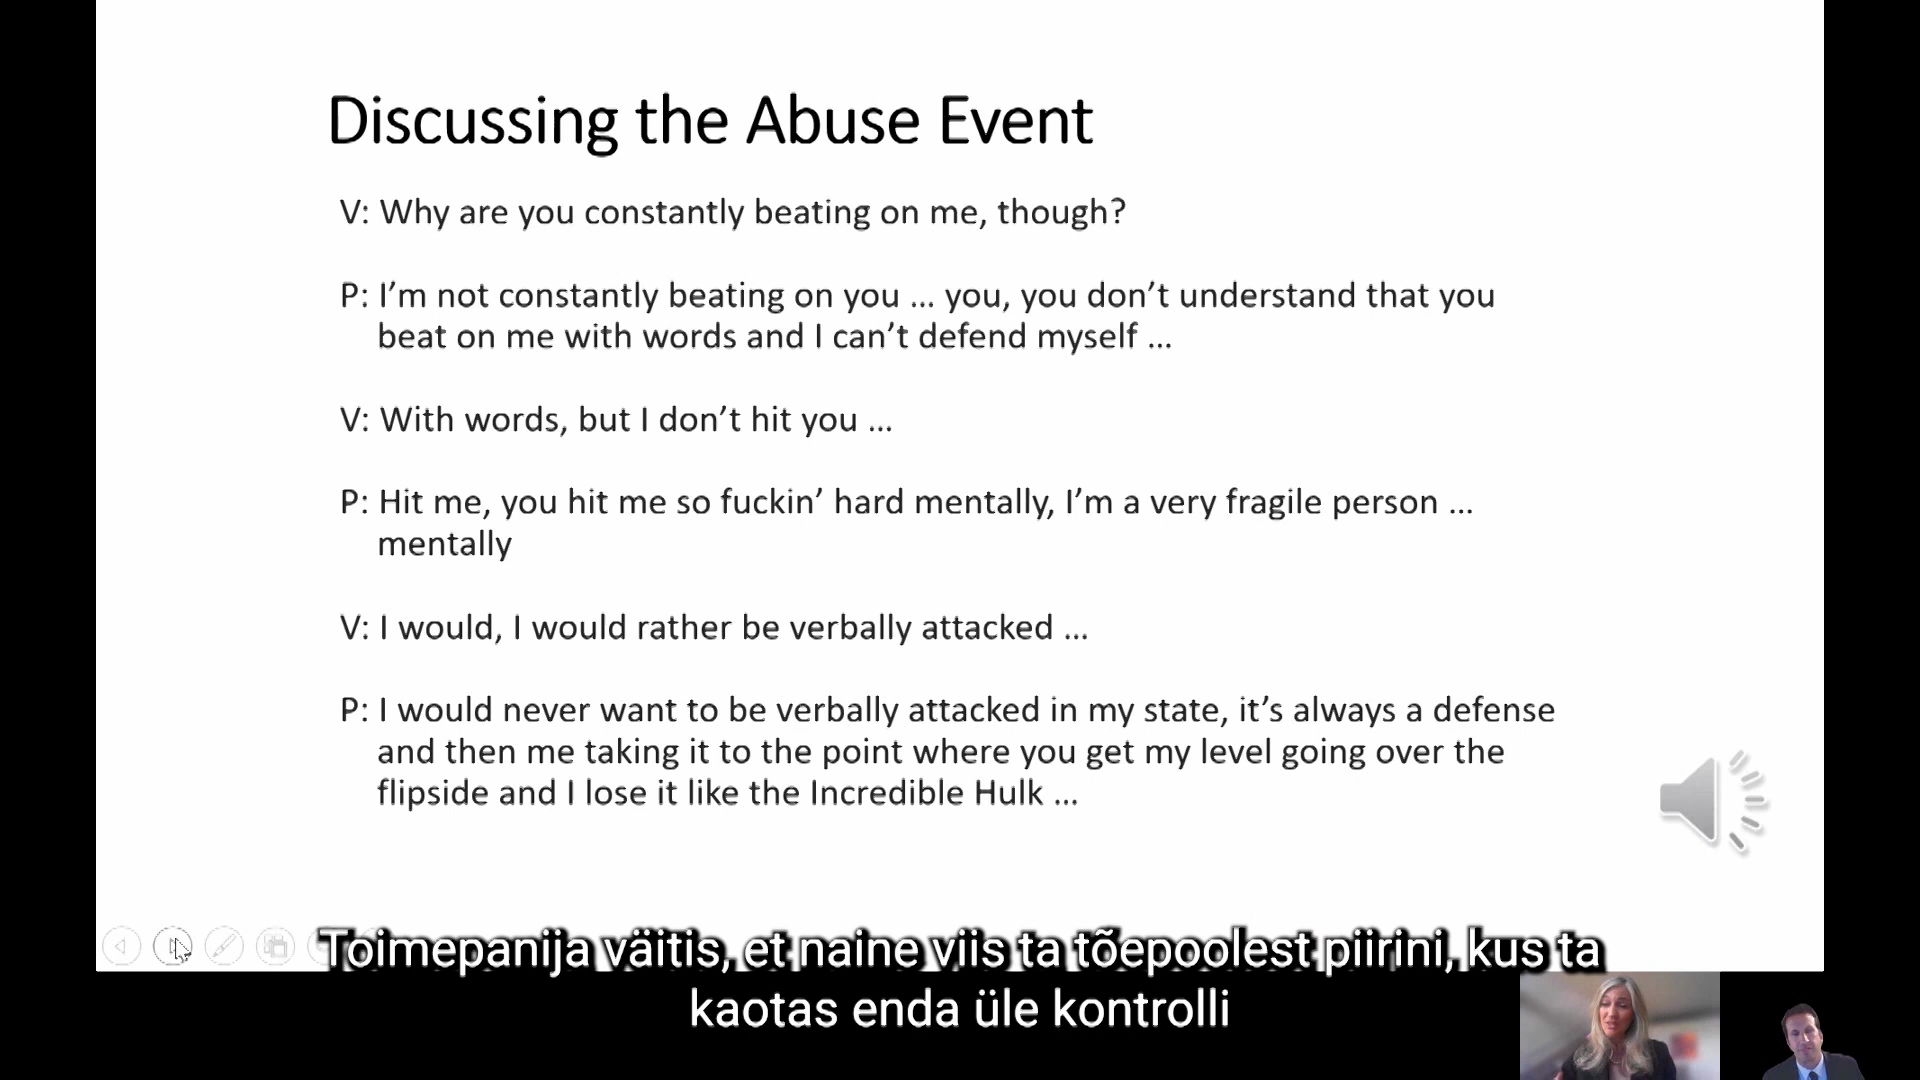 Discussing the Abuse Event
V: Why are you constantly beating on me, though?
P: I’m not constantly beating on you ... you, you don’t understand that you
beat on me with words and I can’t defend myself ...
V: With words, but I don’t hit you ...
P: Hit me, you hit me so fuckin’ hard mentally, I’m a very fragile person ...
mentally
V: I would, I would rather be verbally attacked ...
P: I would never want to be verbally attacked in my state, it’s always a defense
and then me taking it to the point where you get my level going over the
flipside and I lose it like the Incredible Hulk ...
Toimepanija väitis, et naine viis ta tõepoolest piirini, kus ta
kaotas enda üle kontrolli